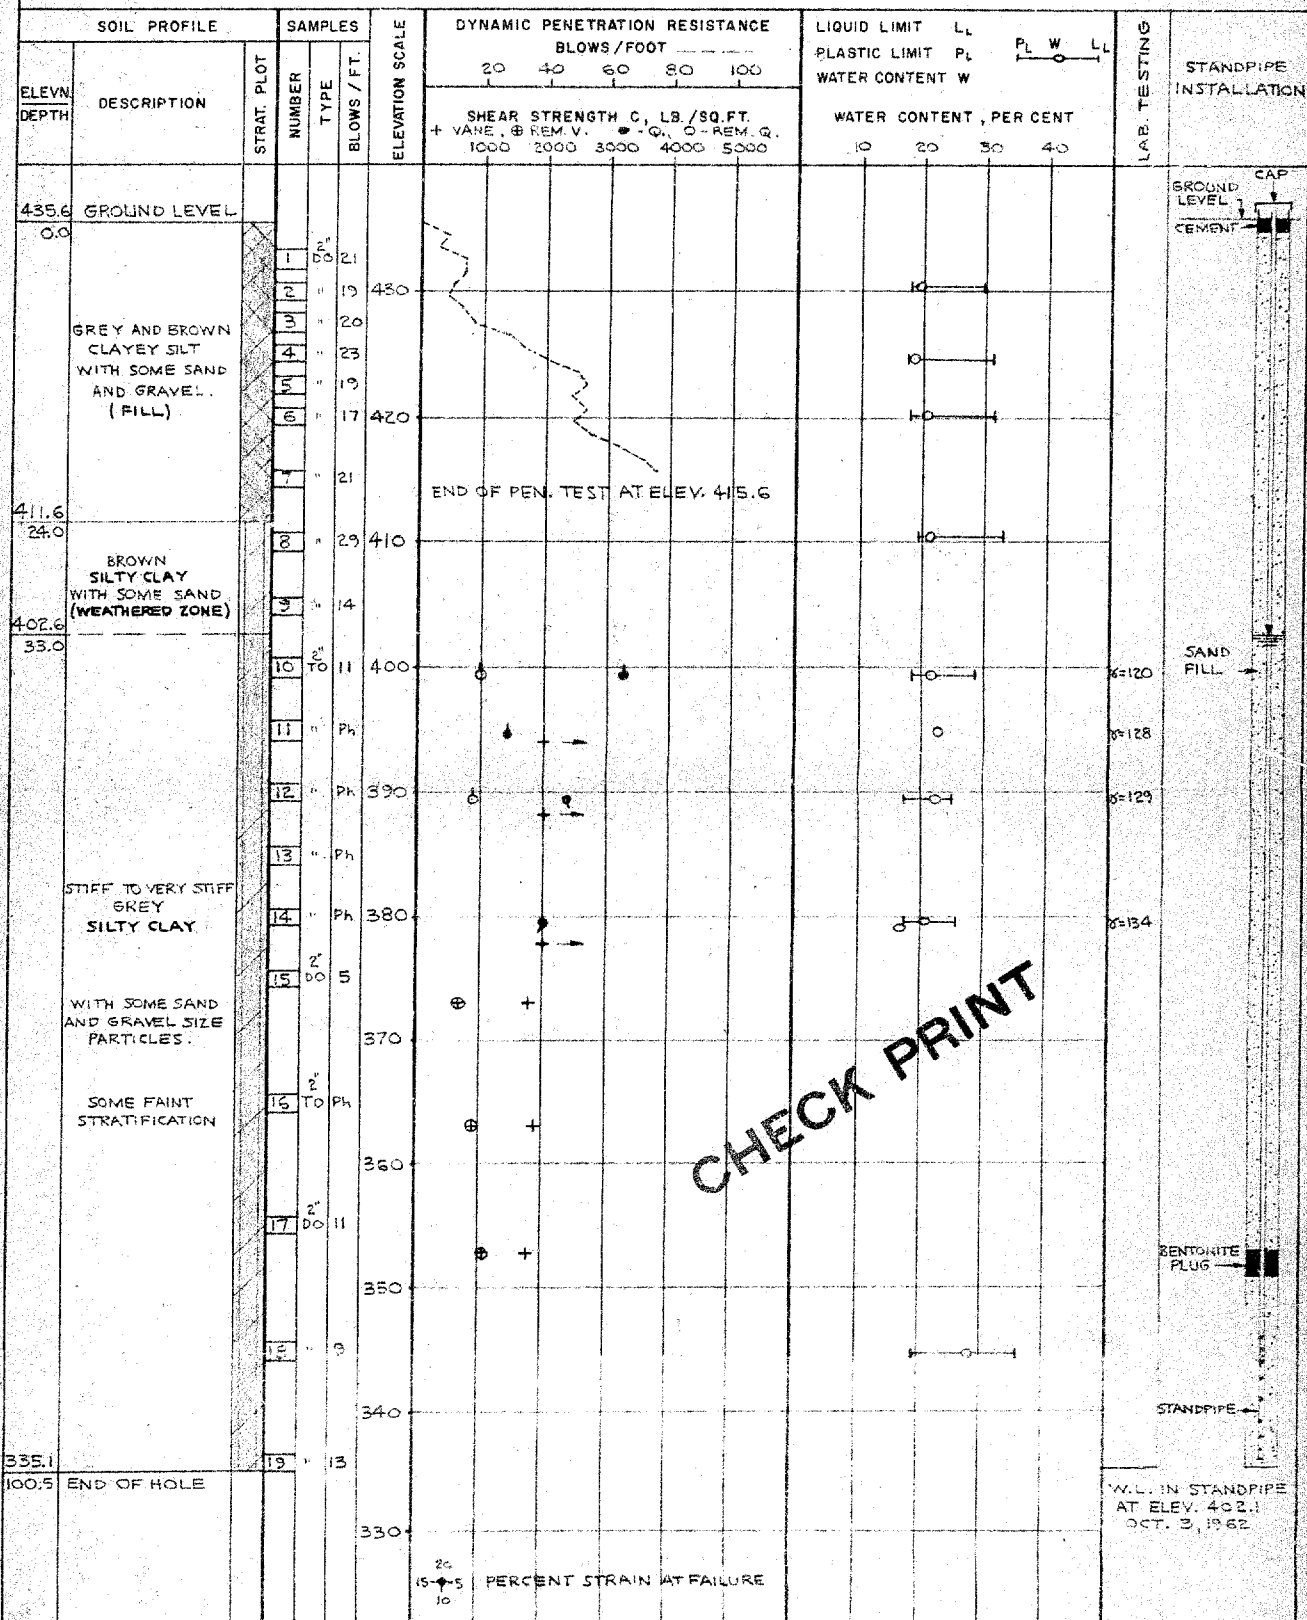 SOIL PROFILE
SAMPLES
ELEVN
DEPTH
DESCRIPTION
STRAT. PLOT
NUMBER
TYPE
BLOWS / FT.
ELEVATION SCALE
DYNAMIC PENETRATION RESISTANCE
BLOWS/FOOT
20 40 60 80 100
SHEAR STRENGTH C, LB./SQ.FT.
+ VANE, ⊕ REM. V. ● - Q., O - REM. Q.
1000 2000 3000 4000 5000
LIQUID LIMIT LL
PLASTIC LIMIT PL
WATER CONTENT W
PL W LL
WATER CONTENT, PER CENT
10 20 30 40
LAB. TESTING
STANDPIPE
INSTALLATION
435.6 GROUND LEVEL
0.0
GREY AND BROWN
CLAYEY SILT
WITH SOME SAND
AND GRAVEL.
(FILL)
411.6
24.0
BROWN
SILTY CLAY
WITH SOME SAND
(WEATHERED ZONE)
402.6
33.0
STIFF TO VERY STIFF
GREY
SILTY CLAY
WITH SOME SAND
AND GRAVEL SIZE
PARTICLES.
SOME FAINT
STRATIFICATION
335.1
100.5 END OF HOLE
1 2" DO 21
2 " 19
3 " 20
4 " 23
5 " 19
6 " 17
7 " 21
8 " 29
9 " 14
10 2" TO 11
11 " Ph
12 " Ph
13 " Ph
14 " Ph
15 2" DO 5
16 2" TO Ph
17 2" DO 11
18 " 9
19 " 13
430
420
410
400
390
380
370
360
350
340
330
END OF PEN. TEST AT ELEV. 415.6
γ=120
γ=128
γ=129
γ=134
CHECK PRINT
CAP
GROUND
LEVEL
CEMENT
SAND
FILL
BENTONITE
PLUG
STANDPIPE
W.L. IN STANDPIPE
AT ELEV. 402.1
OCT. 3, 1962
20
15 5
10
PERCENT STRAIN AT FAILURE